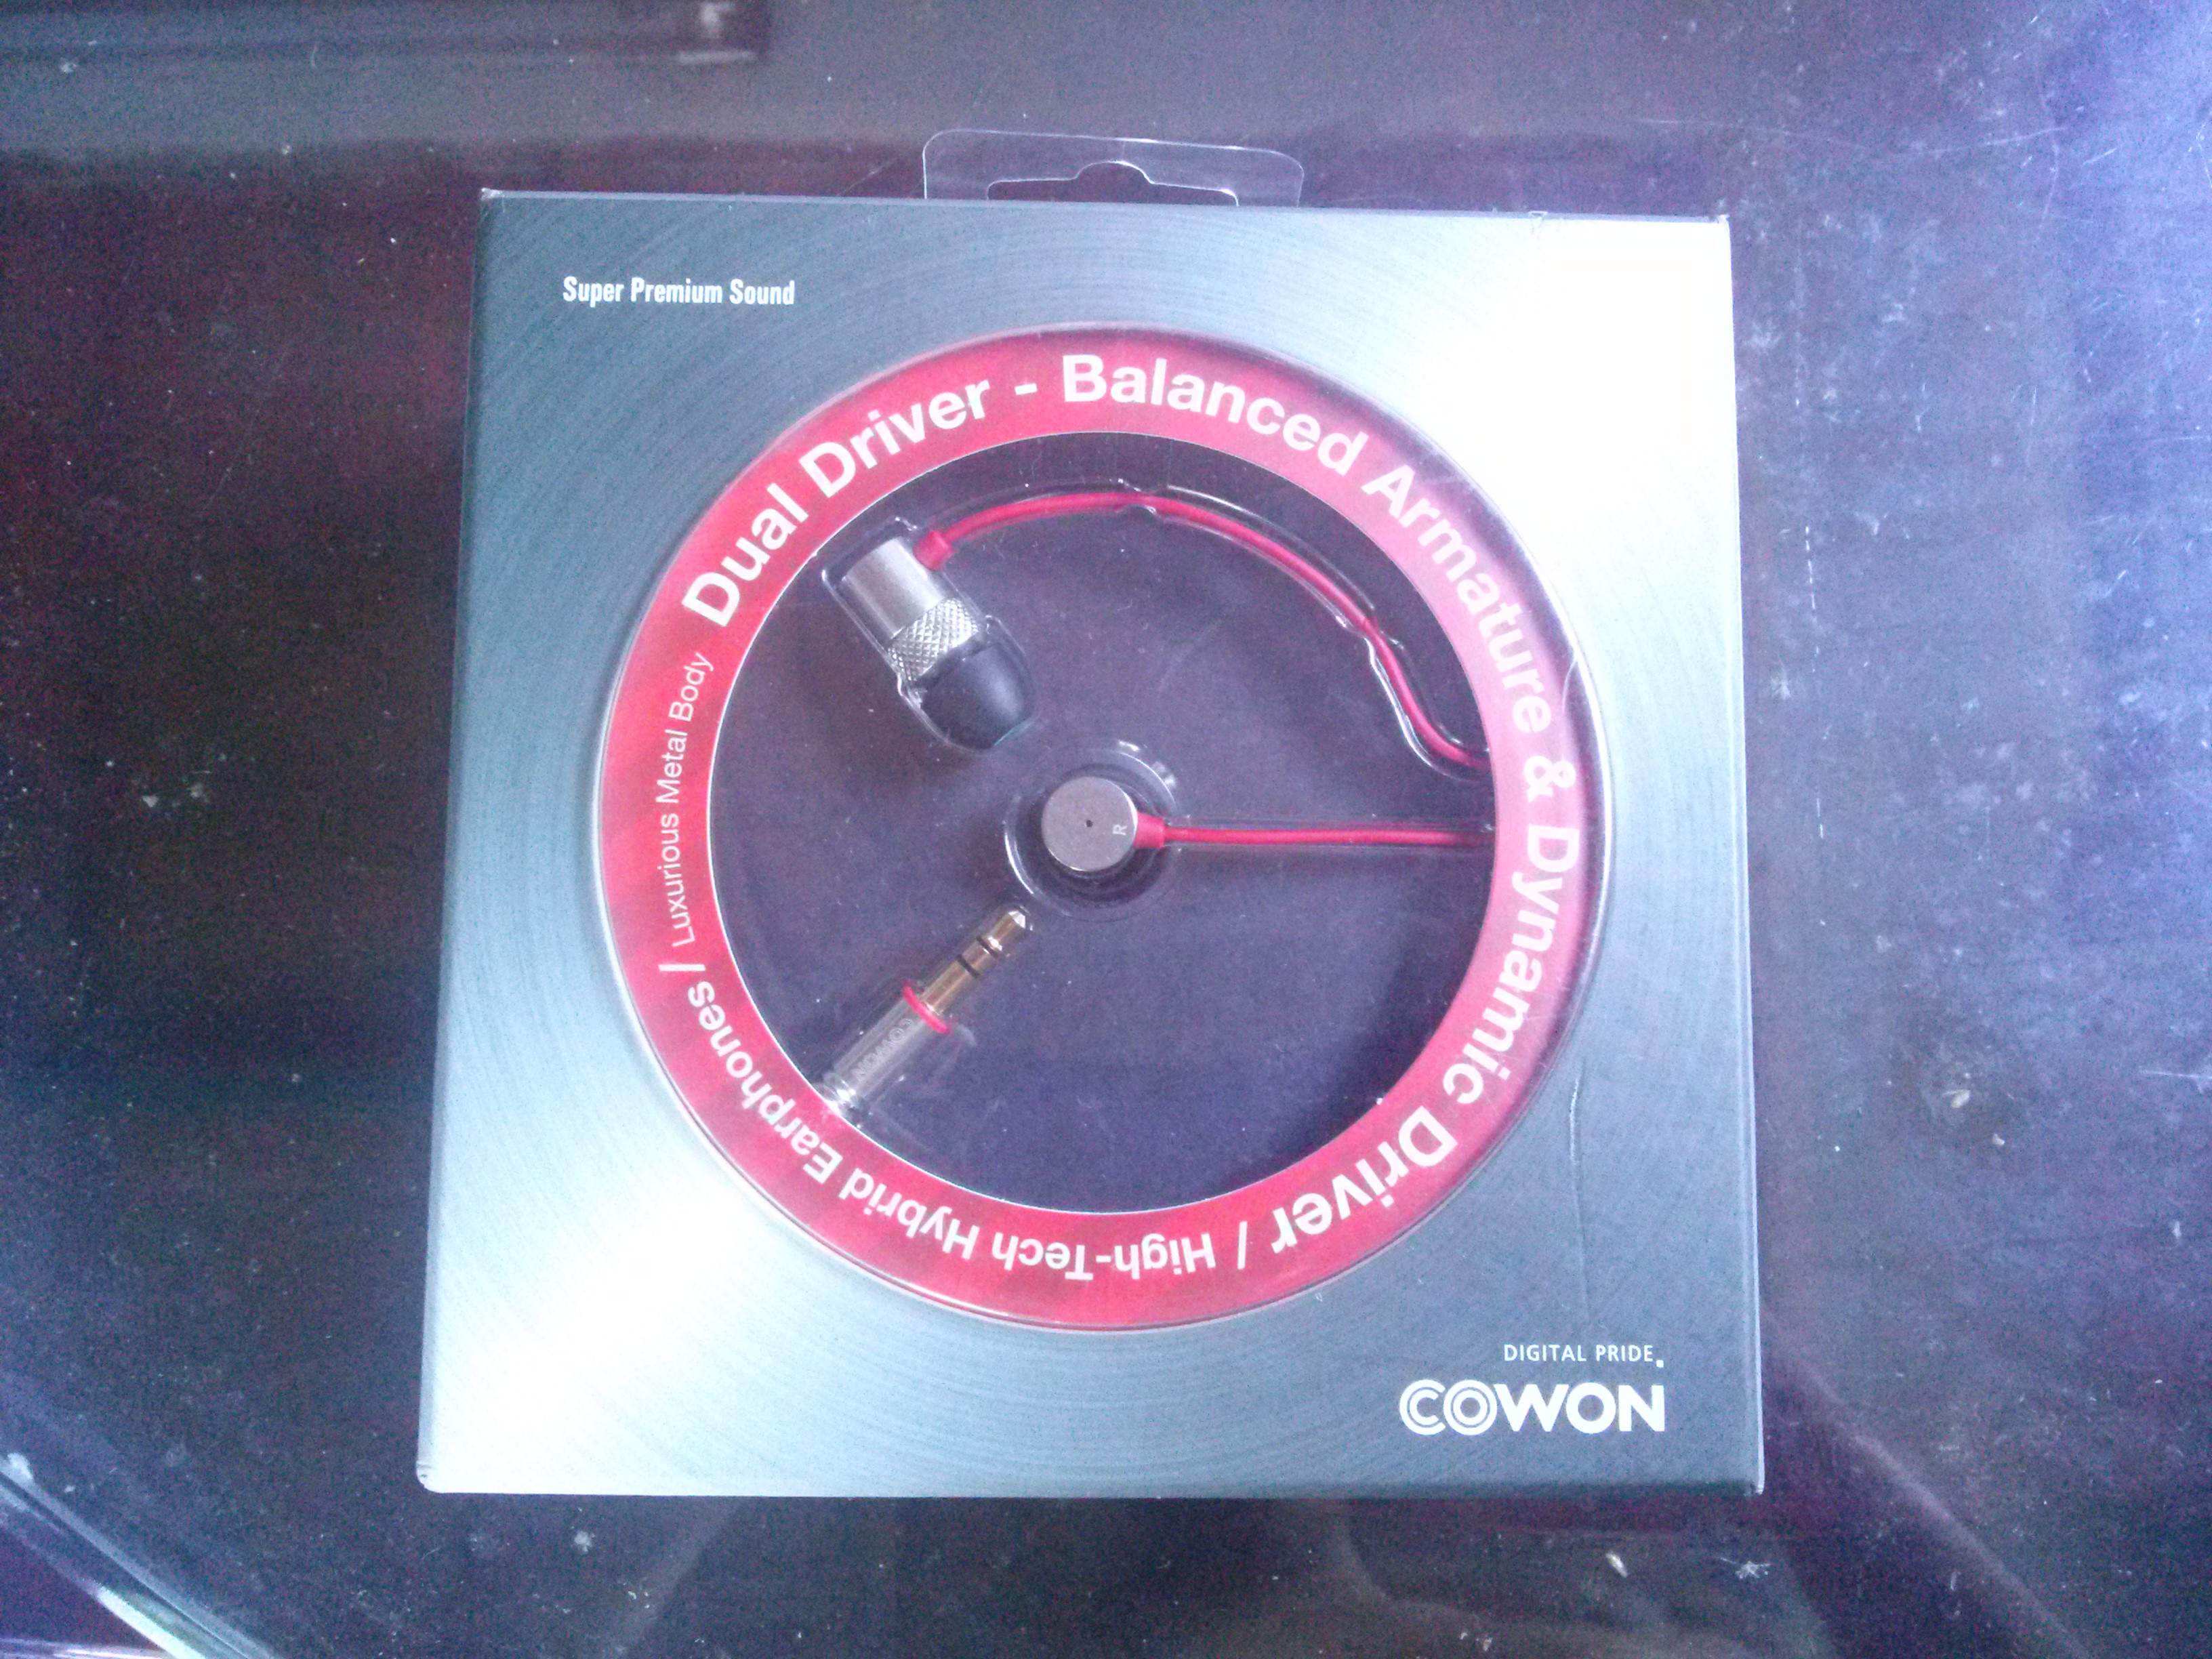 Super Premium Sound
Dual Driver - Balanced Armature & Dynamic Driver / High-Tech Hybrid Earphones / Luxurious Metal Body
R
COWON
DIGITAL PRIDE.
COWON